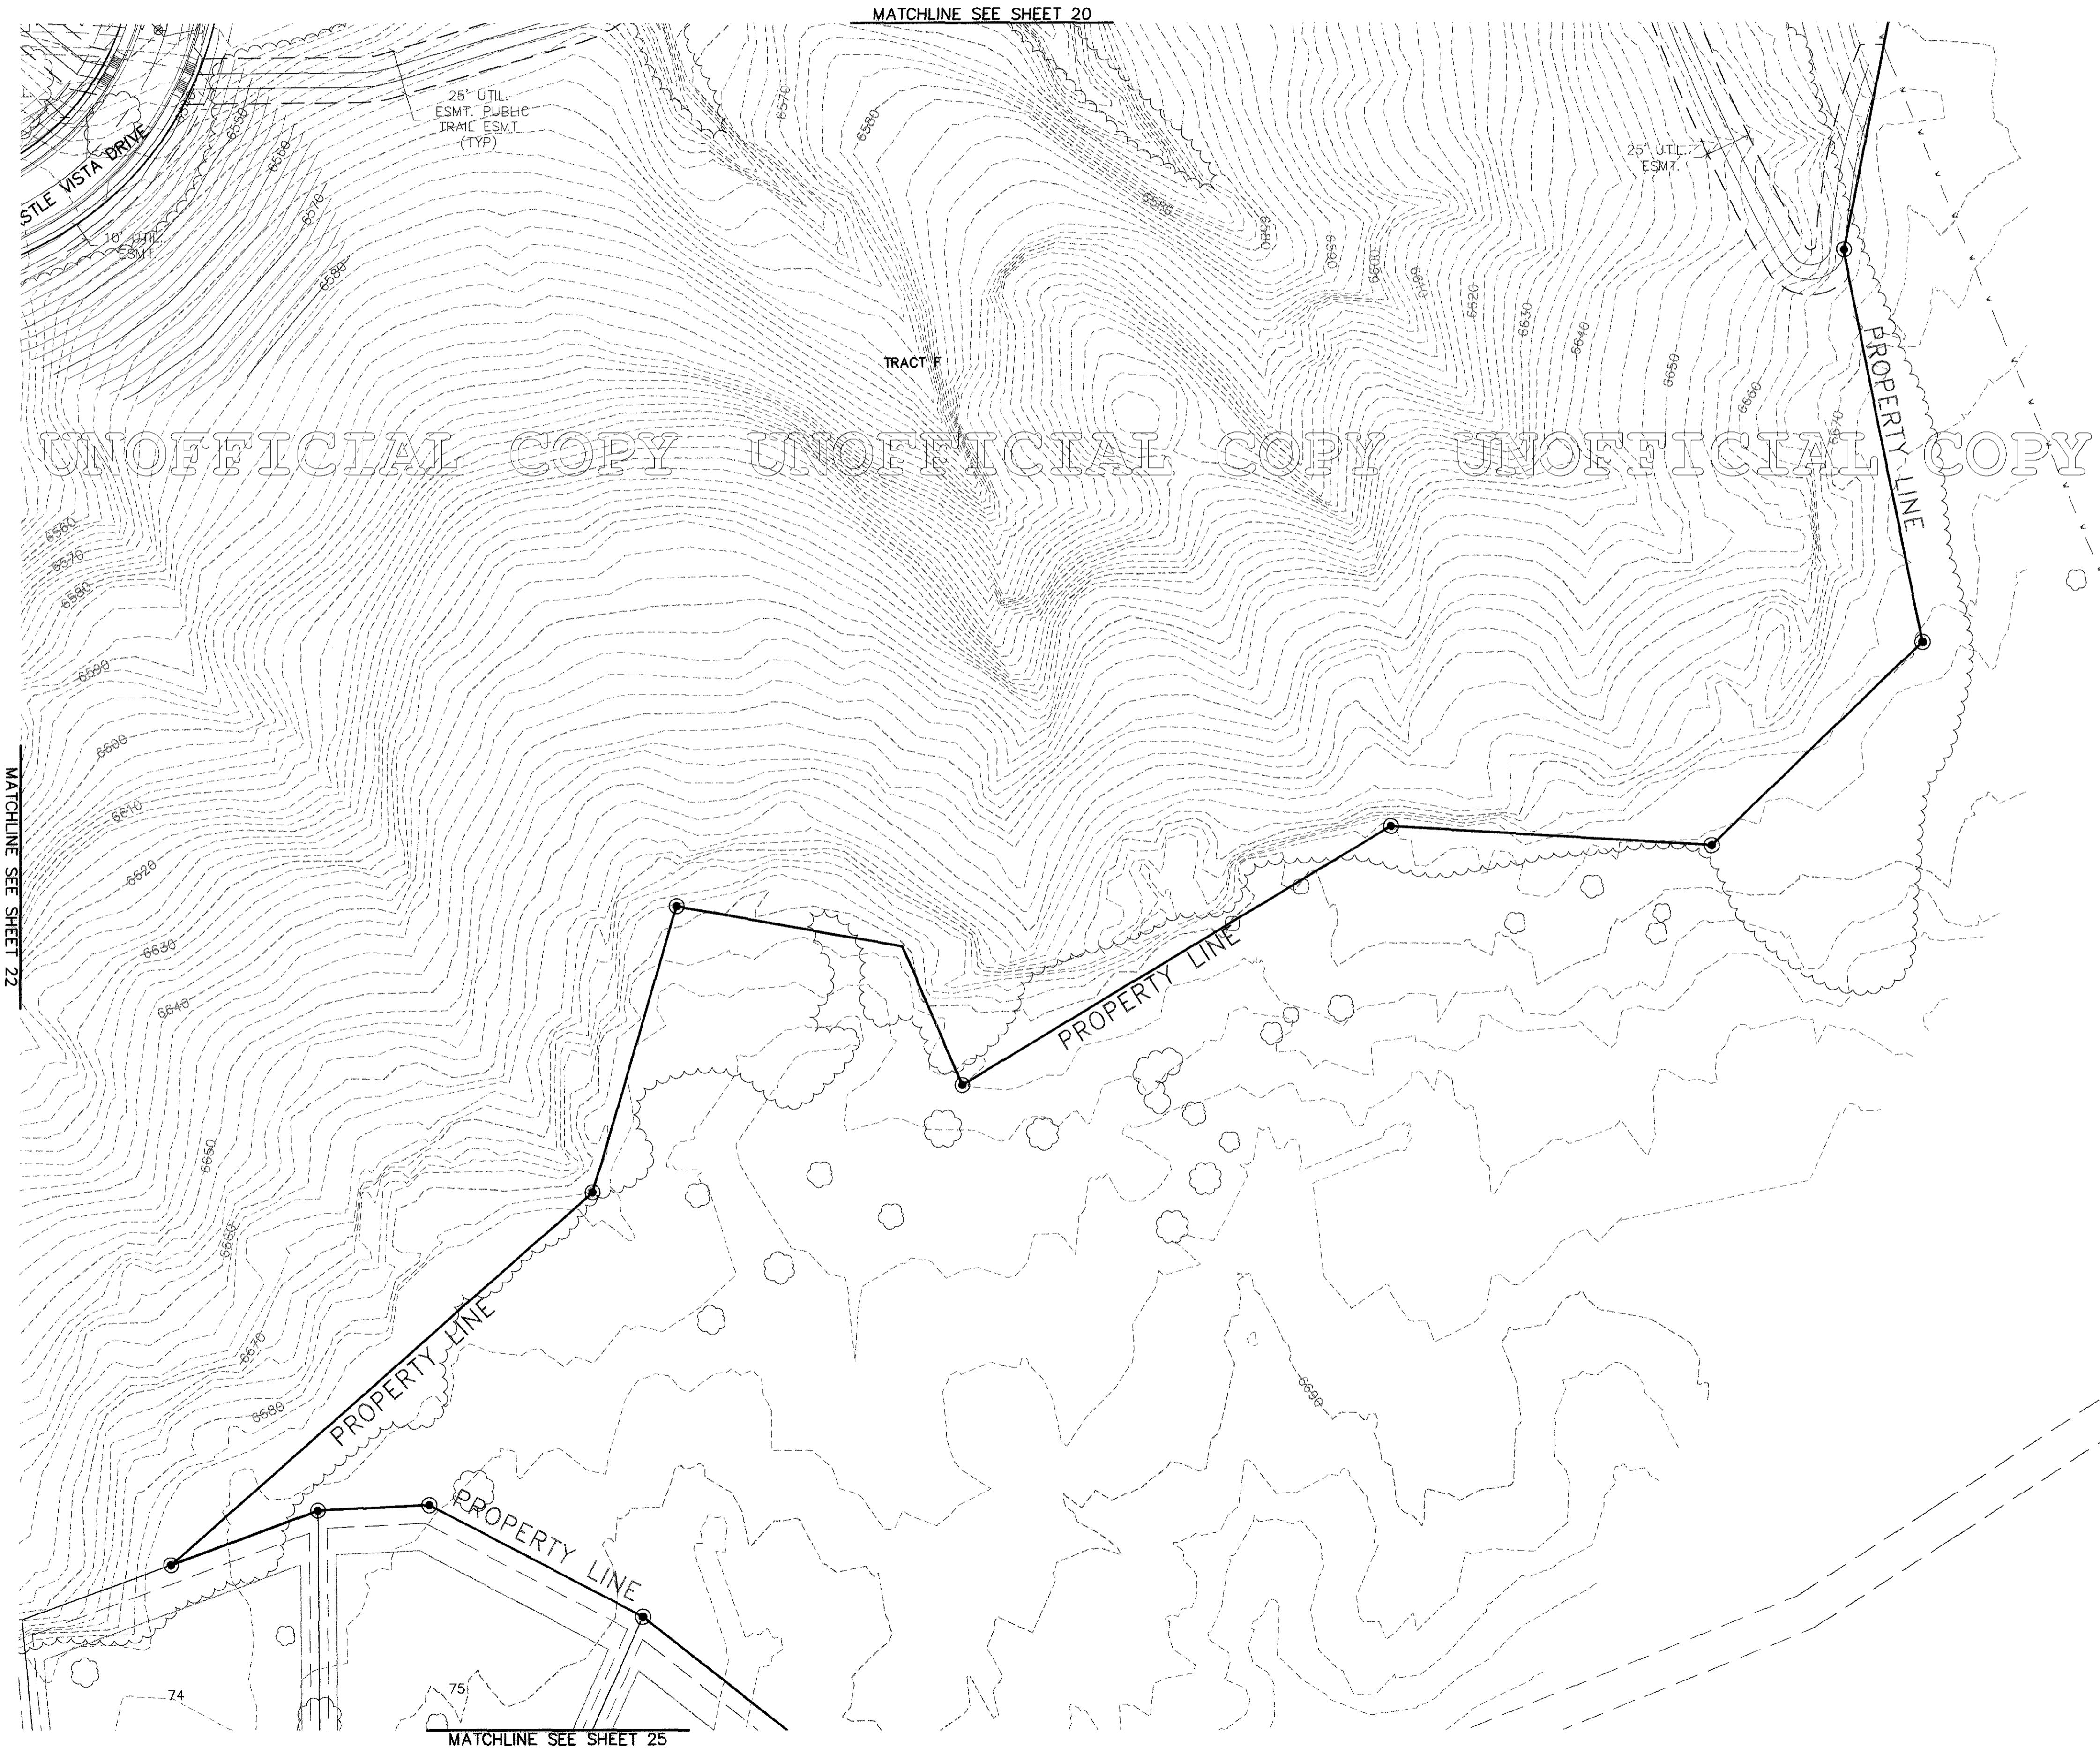 MATCHLINE SEE SHEET 20
25' UTIL.
ESMT. PUBLIC
TRAIL ESMT
(TYP)
6570
6580
6550
6560
6570
6580
STLE VISTA DRIVE
10' UTIL.
ESMT.
25' UTIL.
ESMT.
6580
6580
6590
6600
6610
6620
6630
6640
6650
6660
6670
PROPERTY LINE
TRACT F
UNOFFICIAL COPY UNOFFICIAL COPY UNOFFICIAL COPY
6560
6570
6580
6590
6600
6610
6620
6630
6640
6650
6660
6670
6680
MATCHLINE SEE SHEET 22
PROPERTY LINE
PROPERTY LINE
6690
PROPERTY LINE
74
75
MATCHLINE SEE SHEET 25